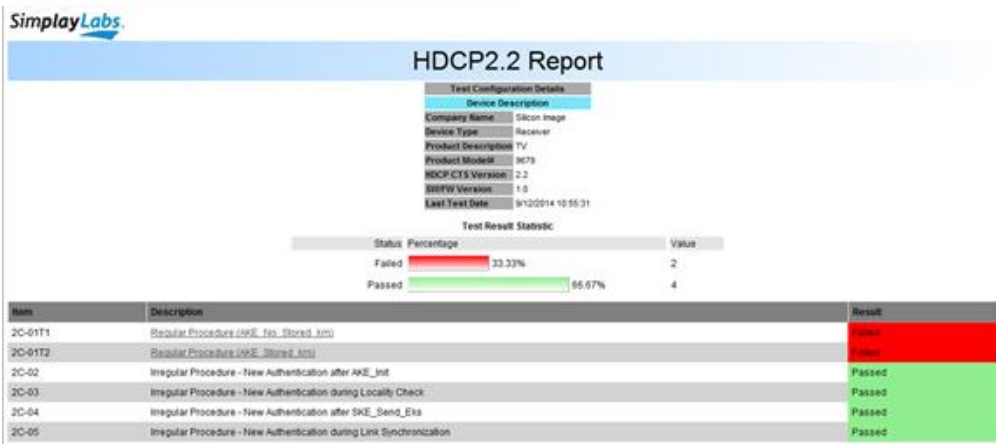 SimplayLabs.
HDCP2.2 Report
Test Configuration Details
Device Description
Company Name Silicon Image
Device Type Receiver
Product Description TV
Product Model# 9679
HDCP CTS Version 2.2
SW/FW Version 1.0
Last Test Date 9/12/2014 10:55:31
Test Result Statistic
Status Percentage Value
Failed 33.33% 2
Passed 66.67% 4
Item Description Result
2C-01T1 Regular Procedure (AKE_No_Stored_km) Failed
2C-01T2 Regular Procedure (AKE_Stored_km) Failed
2C-02 Irregular Procedure - New Authentication after AKE_Init Passed
2C-03 Irregular Procedure - New Authentication during Locality Check Passed
2C-04 Irregular Procedure - New Authentication after SKE_Send_Eks Passed
2C-05 Irregular Procedure - New Authentication during Link Synchronization Passed